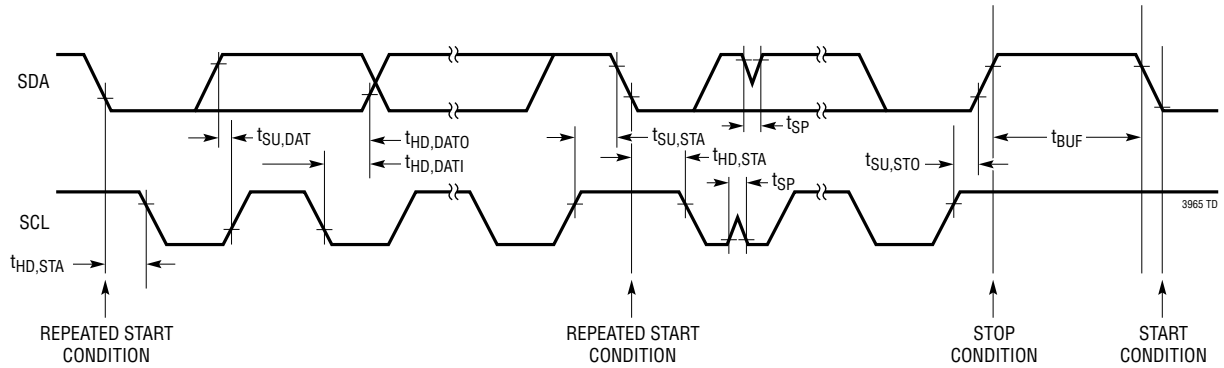 SDA
tSU,DAT
tHD,DATO
tHD,DATI
tSU,STA
tHD,STA
tSP
tSP
tSU,STO
tBUF
SCL
3965 TD
tHD,STA
REPEATED START
CONDITION
REPEATED START
CONDITION
STOP
CONDITION
START
CONDITION